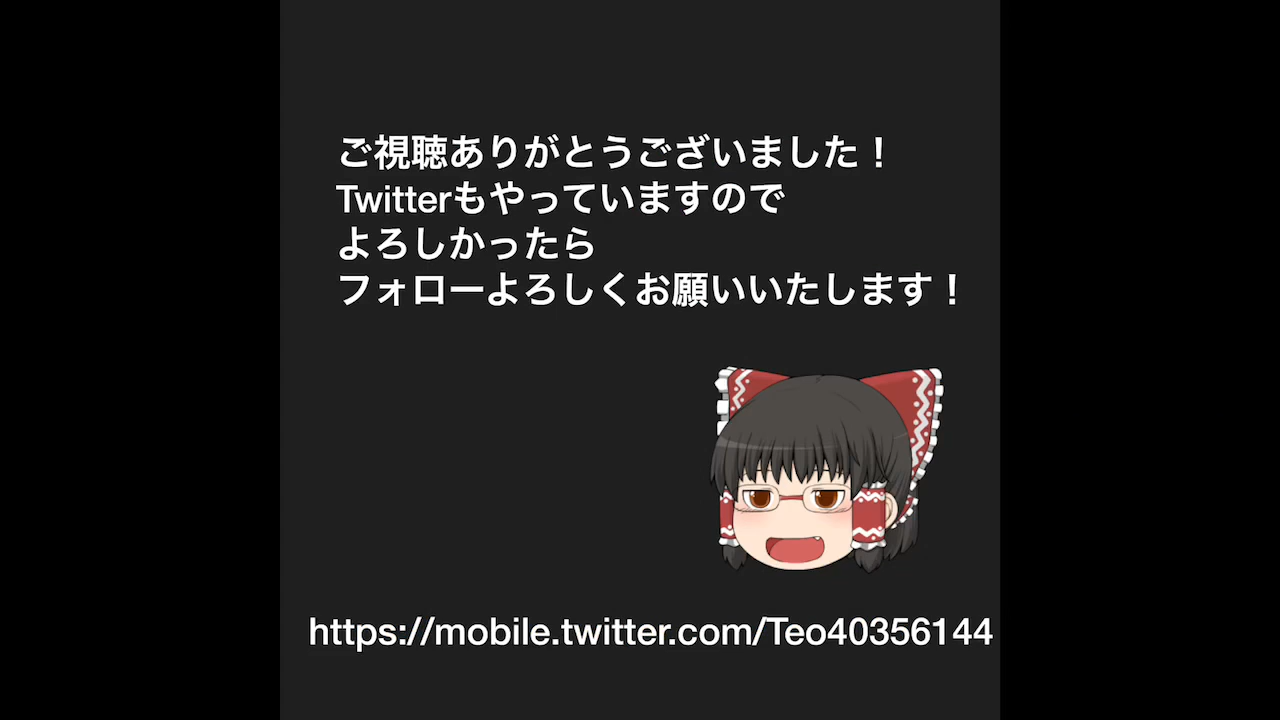 ご視聴ありがとうございました！
Twitterもやっていますので
よろしかったら
フォローよろしくお願いいたします！
https://mobile.twitter.com/Teo40356144